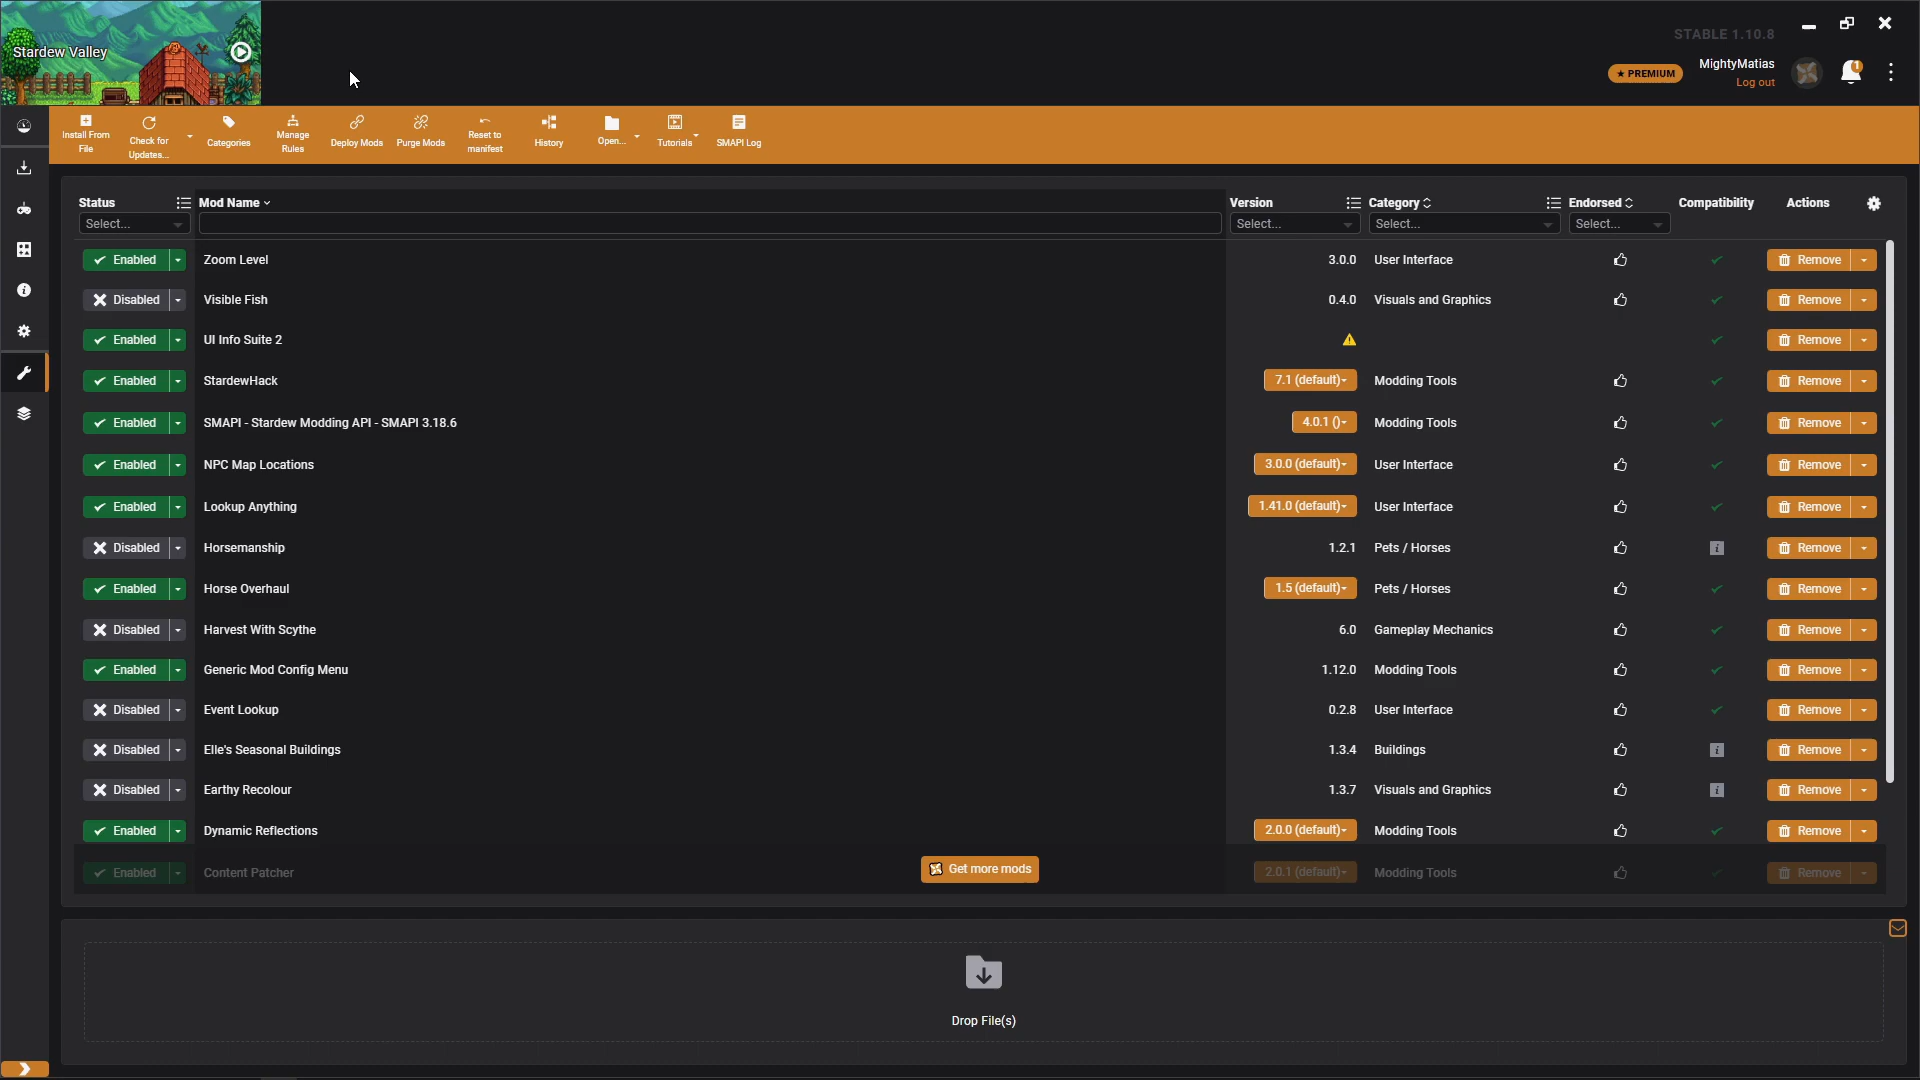 STABLE 1.10.8
Stardew Valley
PREMIUM
MightyMatias
Log out
1
Install From File
Check for Updates...
Categories
Manage Rules
Deploy Mods
Purge Mods
Reset to manifest
History
Open...
Tutorials
SMAPI Log
Status Mod Name Version Category Endorsed Compatibility Actions
Select... Select... Select... Select...
Enabled Zoom Level 3.0.0 User Interface Remove
Disabled Visible Fish 0.4.0 Visuals and Graphics Remove
Enabled UI Info Suite 2 Remove
Enabled StardewHack 7.1 (default) Modding Tools Remove
Enabled SMAPI - Stardew Modding API - SMAPI 3.18.6 4.0.1 () Modding Tools Remove
Enabled NPC Map Locations 3.0.0 (default) User Interface Remove
Enabled Lookup Anything 1.41.0 (default) User Interface Remove
Disabled Horsemanship 1.2.1 Pets / Horses Remove
Enabled Horse Overhaul 1.5 (default) Pets / Horses Remove
Disabled Harvest With Scythe 6.0 Gameplay Mechanics Remove
Enabled Generic Mod Config Menu 1.12.0 Modding Tools Remove
Disabled Event Lookup 0.2.8 User Interface Remove
Disabled Elle's Seasonal Buildings 1.3.4 Buildings Remove
Disabled Earthy Recolour 1.3.7 Visuals and Graphics Remove
Enabled Dynamic Reflections 2.0.0 (default) Modding Tools Remove
Enabled Content Patcher 2.0.1 (default) Modding Tools Remove
Get more mods
Drop File(s)